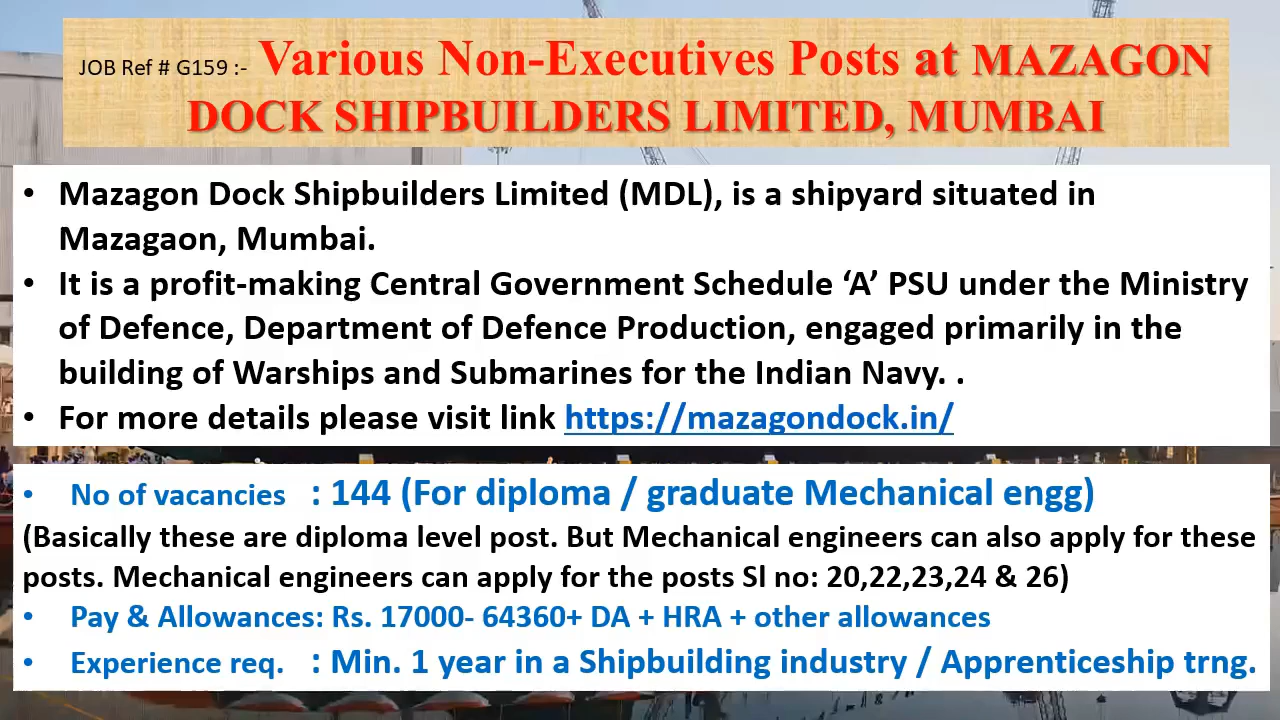 JOB Ref # G159 :- Various Non-Executives Posts at MAZAGON
DOCK SHIPBUILDERS LIMITED, MUMBAI
• Mazagon Dock Shipbuilders Limited (MDL), is a shipyard situated in
Mazagaon, Mumbai.
• It is a profit-making Central Government Schedule ‘A’ PSU under the Ministry
of Defence, Department of Defence Production, engaged primarily in the
building of Warships and Submarines for the Indian Navy. .
• For more details please visit link https://mazagondock.in/
• No of vacancies : 144 (For diploma / graduate Mechanical engg)
(Basically these are diploma level post. But Mechanical engineers can also apply for these
posts. Mechanical engineers can apply for the posts Sl no: 20,22,23,24 & 26)
• Pay & Allowances: Rs. 17000- 64360+ DA + HRA + other allowances
• Experience req. : Min. 1 year in a Shipbuilding industry / Apprenticeship trng.